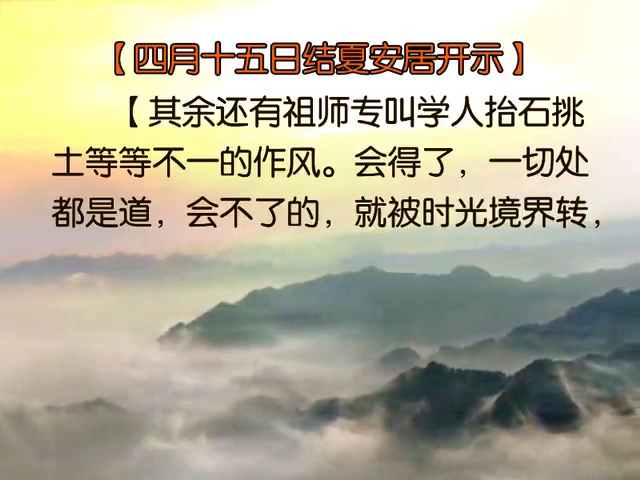 【四月十五日结夏安居开示】
【其余还有祖师专叫学人抬石挑
土等等不一的作风。会得了，一切处
都是道，会不了的，就被时光境界转，